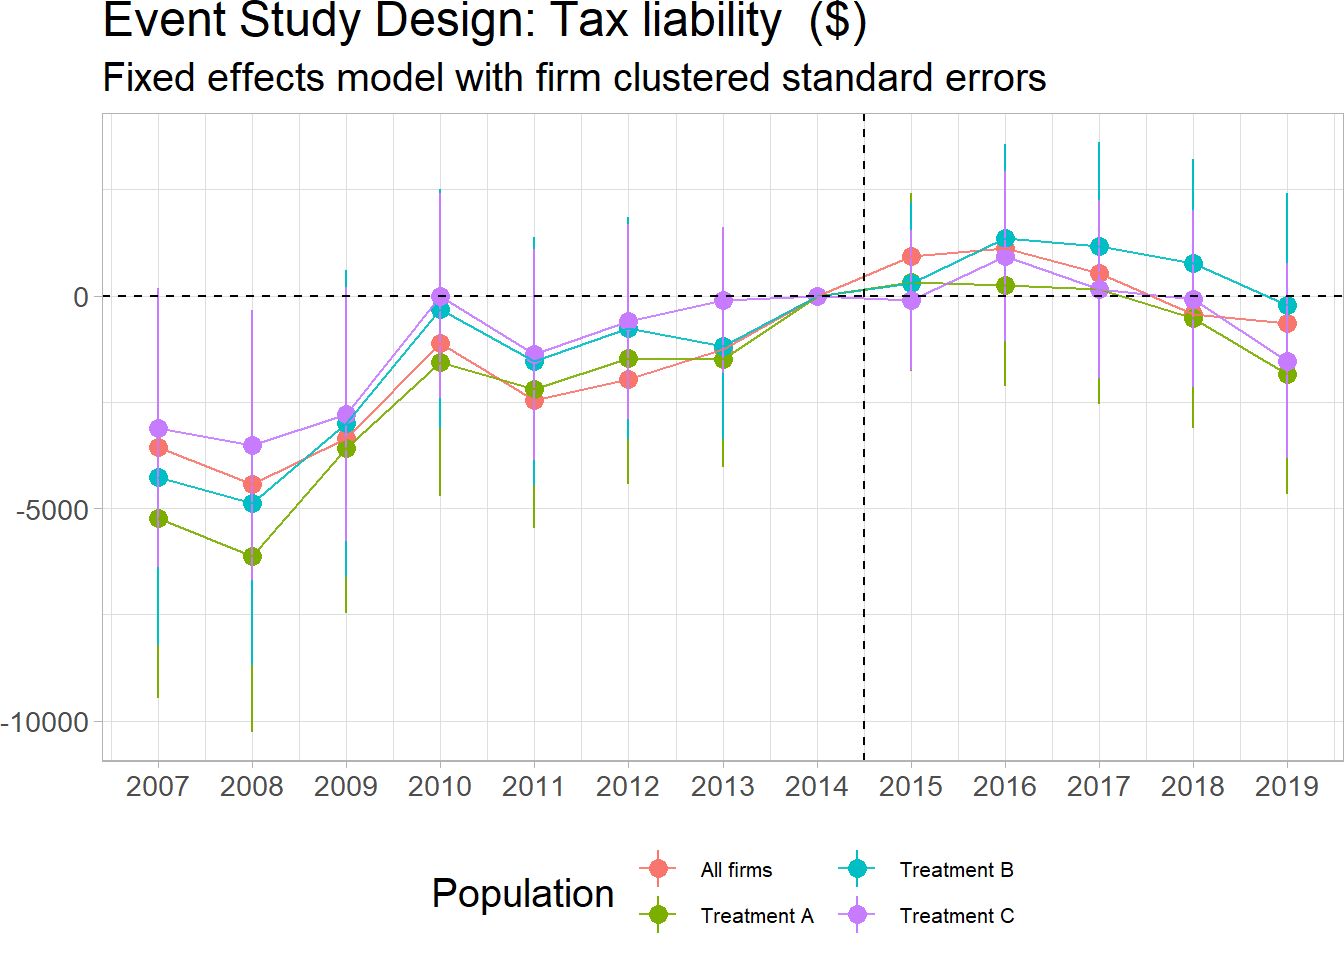 Event Study Design: Tax liability  ($)
Fixed effects model with firm clustered standard errors
0
-5000
-10000
2007 2008 2009 2010 2011 2012 2013 2014 2015 2016 2017 2018 2019
Population
All firms
Treatment A
Treatment B
Treatment C